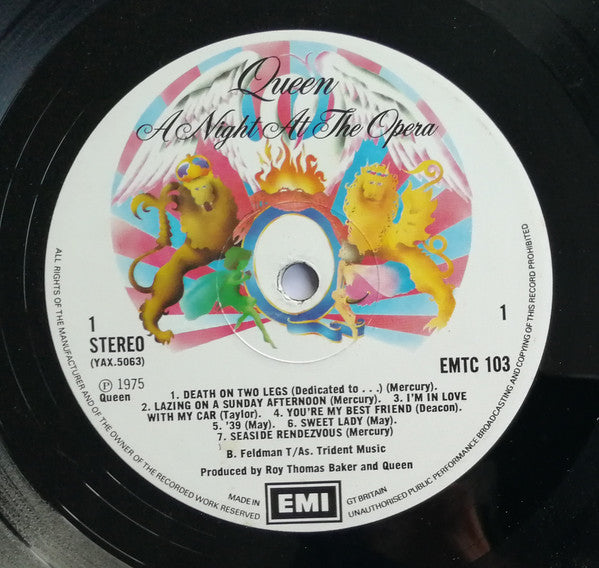 Queen
A Night At The Opera
1
STEREO
(YAX.5063)
℗ 1975
Queen
1
EMTC 103
1. DEATH ON TWO LEGS (Dedicated to . . .) (Mercury).
2. LAZING ON A SUNDAY AFTERNOON (Mercury). 3. I'M IN LOVE
WITH MY CAR (Taylor). 4. YOU'RE MY BEST FRIEND (Deacon).
5. '39 (May). 6. SWEET LADY (May).
7. SEASIDE RENDEZVOUS (Mercury)
B. Feldman T/As. Trident Music
Produced by Roy Thomas Baker and Queen
MADE IN
EMI
GT BRITAIN
ALL RIGHTS OF THE MANUFACTURER AND OF THE OWNER OF THE RECORDED WORK RESERVED
UNAUTHORISED PUBLIC PERFORMANCE BROADCASTING AND COPYING OF THIS RECORD PROHIBITED